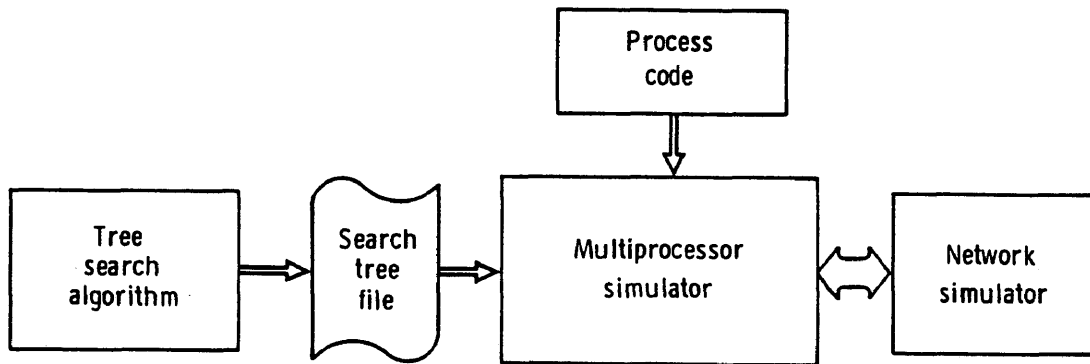 Process
code
Tree
search
algorithm
Search
tree
file
Multiprocessor
simulator
Network
simulator